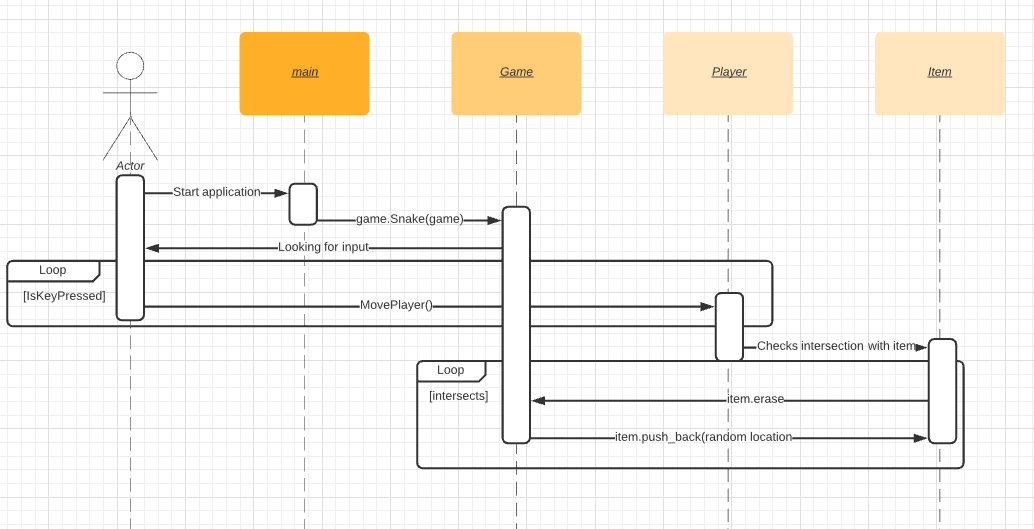 main
Game
Player
Item
Actor
Start application
game.Snake(game)
Looking for input
Loop
[IsKeyPressed]
MovePlayer()
Checks intersection with item
Loop
[intersects]
item.erase
item.push_back(random location